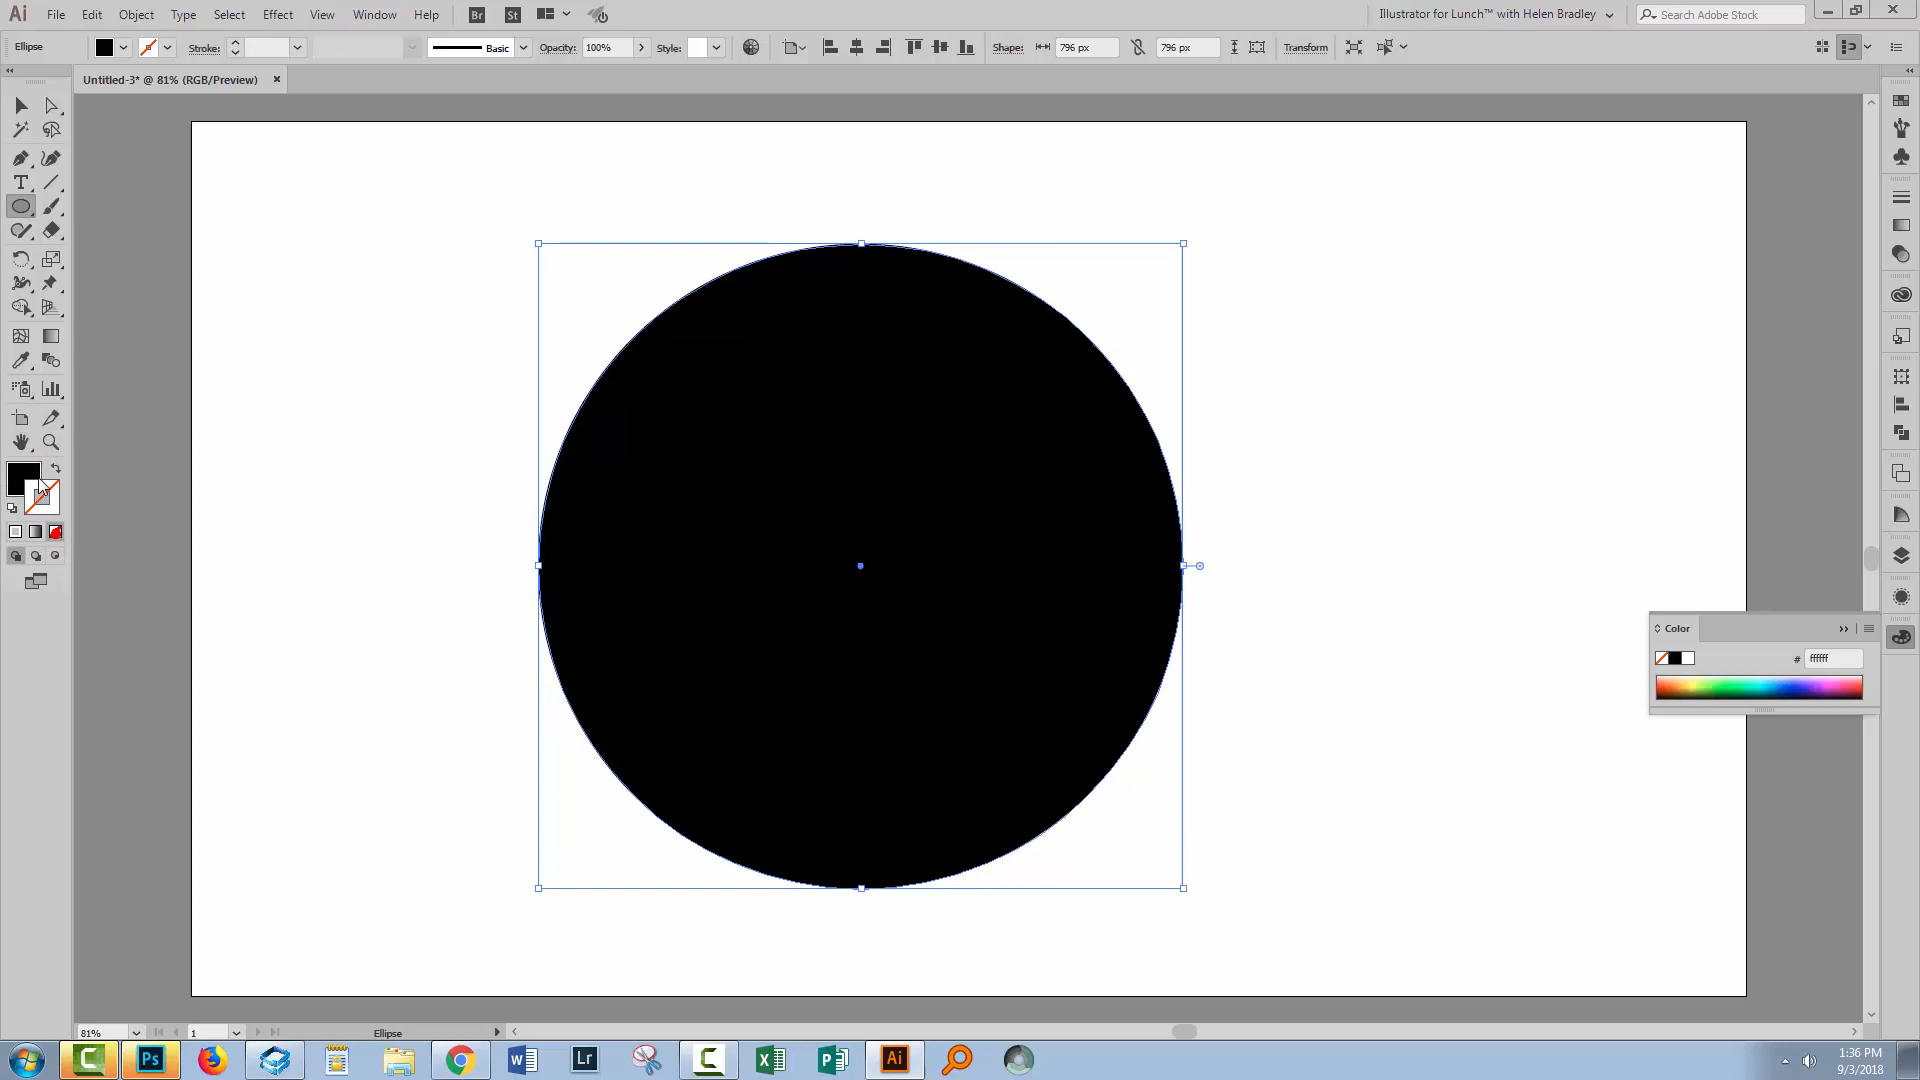 Ai File Edit Object Type Select Effect View Window Help Br St Illustrator for Lunch™ with Helen Bradley Search Adobe Stock
Ellipse Stroke: Basic Opacity: 100% Style: Shape: 796 px 796 px Transform
Untitled-3* @ 81% (RGB/Preview)
Color
# ffffff
81% 1 Ellipse
Ps W Lr C X P Ai
1:36 PM
9/3/2018